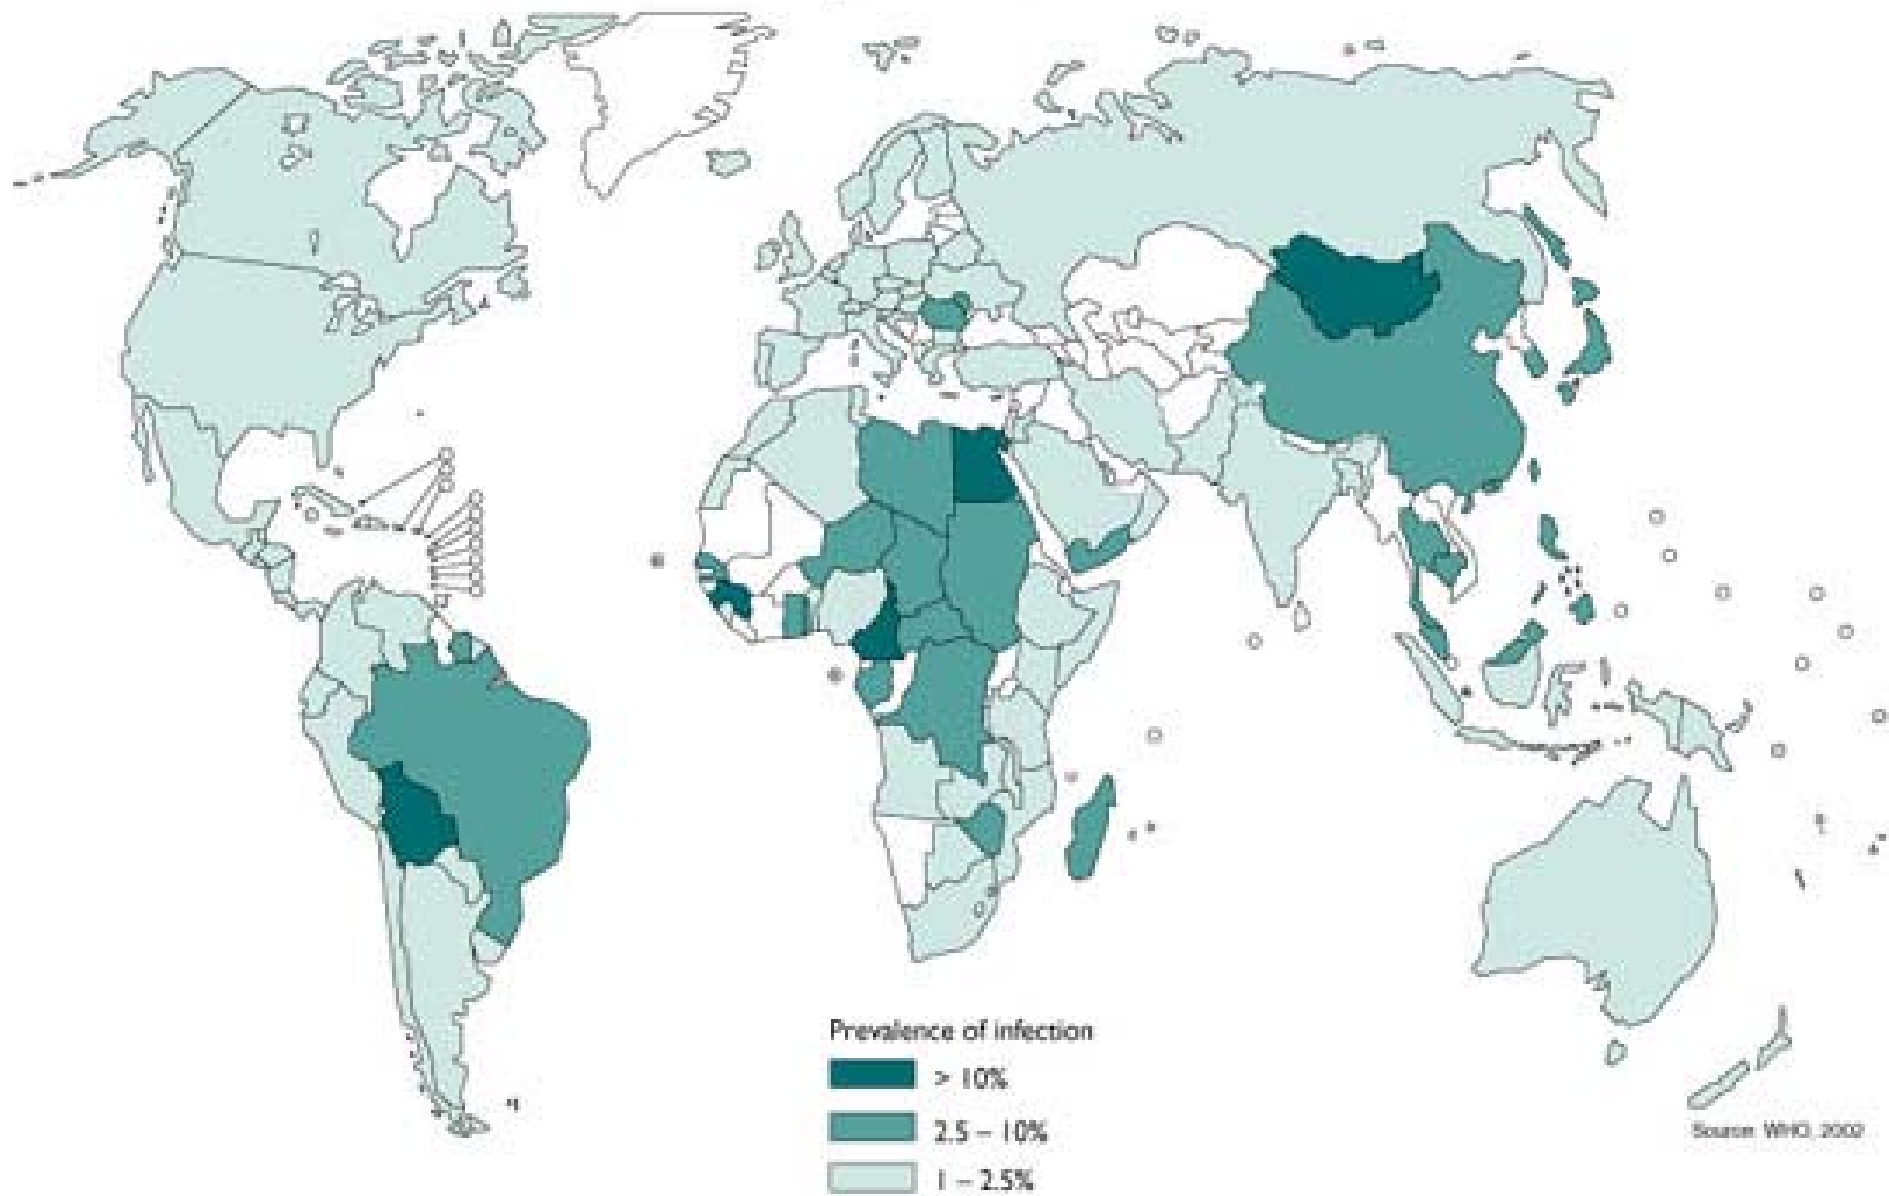 Prevalence of infection
> 10%
2.5 – 10%
1 – 2.5%
Source: WHO, 2002